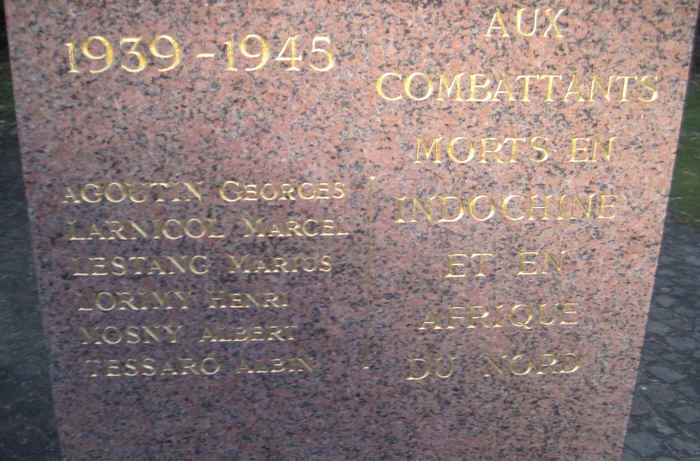 1939-1945
AGOUTIN GEORGES
LARNICOL MARCEL
LESTANG MARIUS
LORIMY HENRI
MOSNY ALBERT
TESSARO ALBIN
AUX
COMBATTANTS
MORTS EN
INDOCHINE
ET EN
AFRIQUE
DU NORD